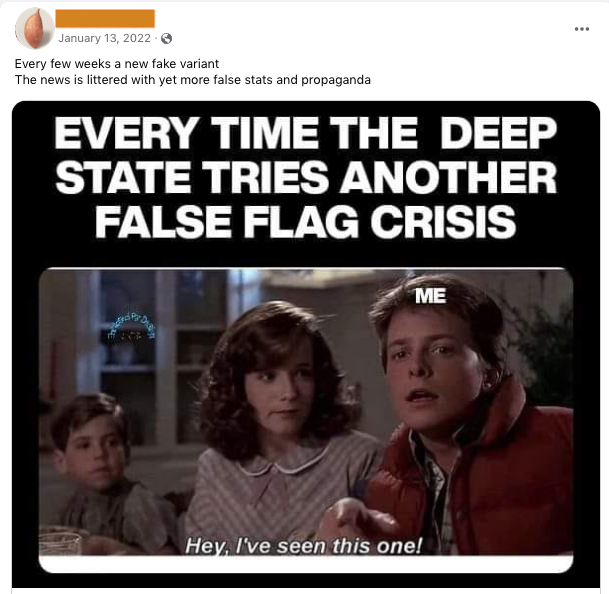 January 13, 2022 ·
Every few weeks a new fake variant
The news is littered with yet more false stats and propaganda
EVERY TIME THE DEEP
STATE TRIES ANOTHER
FALSE FLAG CRISIS
ME
Hey, I've seen this one!